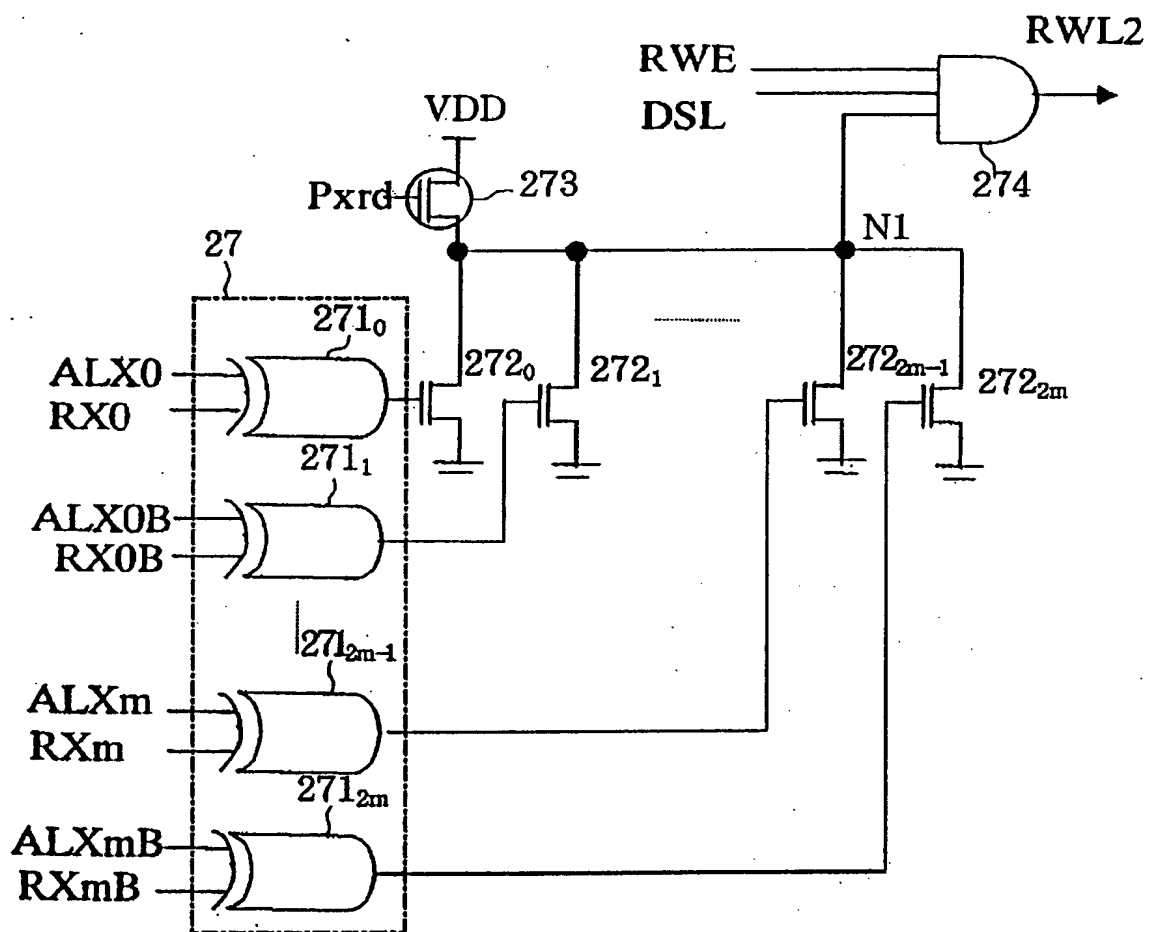 RWL2
RWE
DSL
274
VDD
Pxrd
273
N1
27
271₀
ALX0
RX0
272₀
272₁
272₂ₘ₋₁
272₂ₘ
271₁
ALX0B
RX0B
271₂ₘ₋₁
ALXm
RXm
271₂ₘ
ALXmB
RXmB